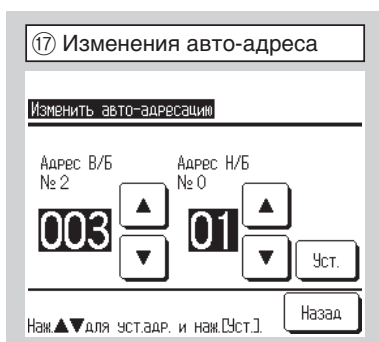 ⑰ Изменения авто-адреса
Изменить авто-адресацию
Адрес В/Б Адрес Н/Б
№ 2 № 0
003 ▲ 01 ▲
▼ ▼ Уст.
Наж.▲▼для уст.адр. и наж.[Уст.]. Назад